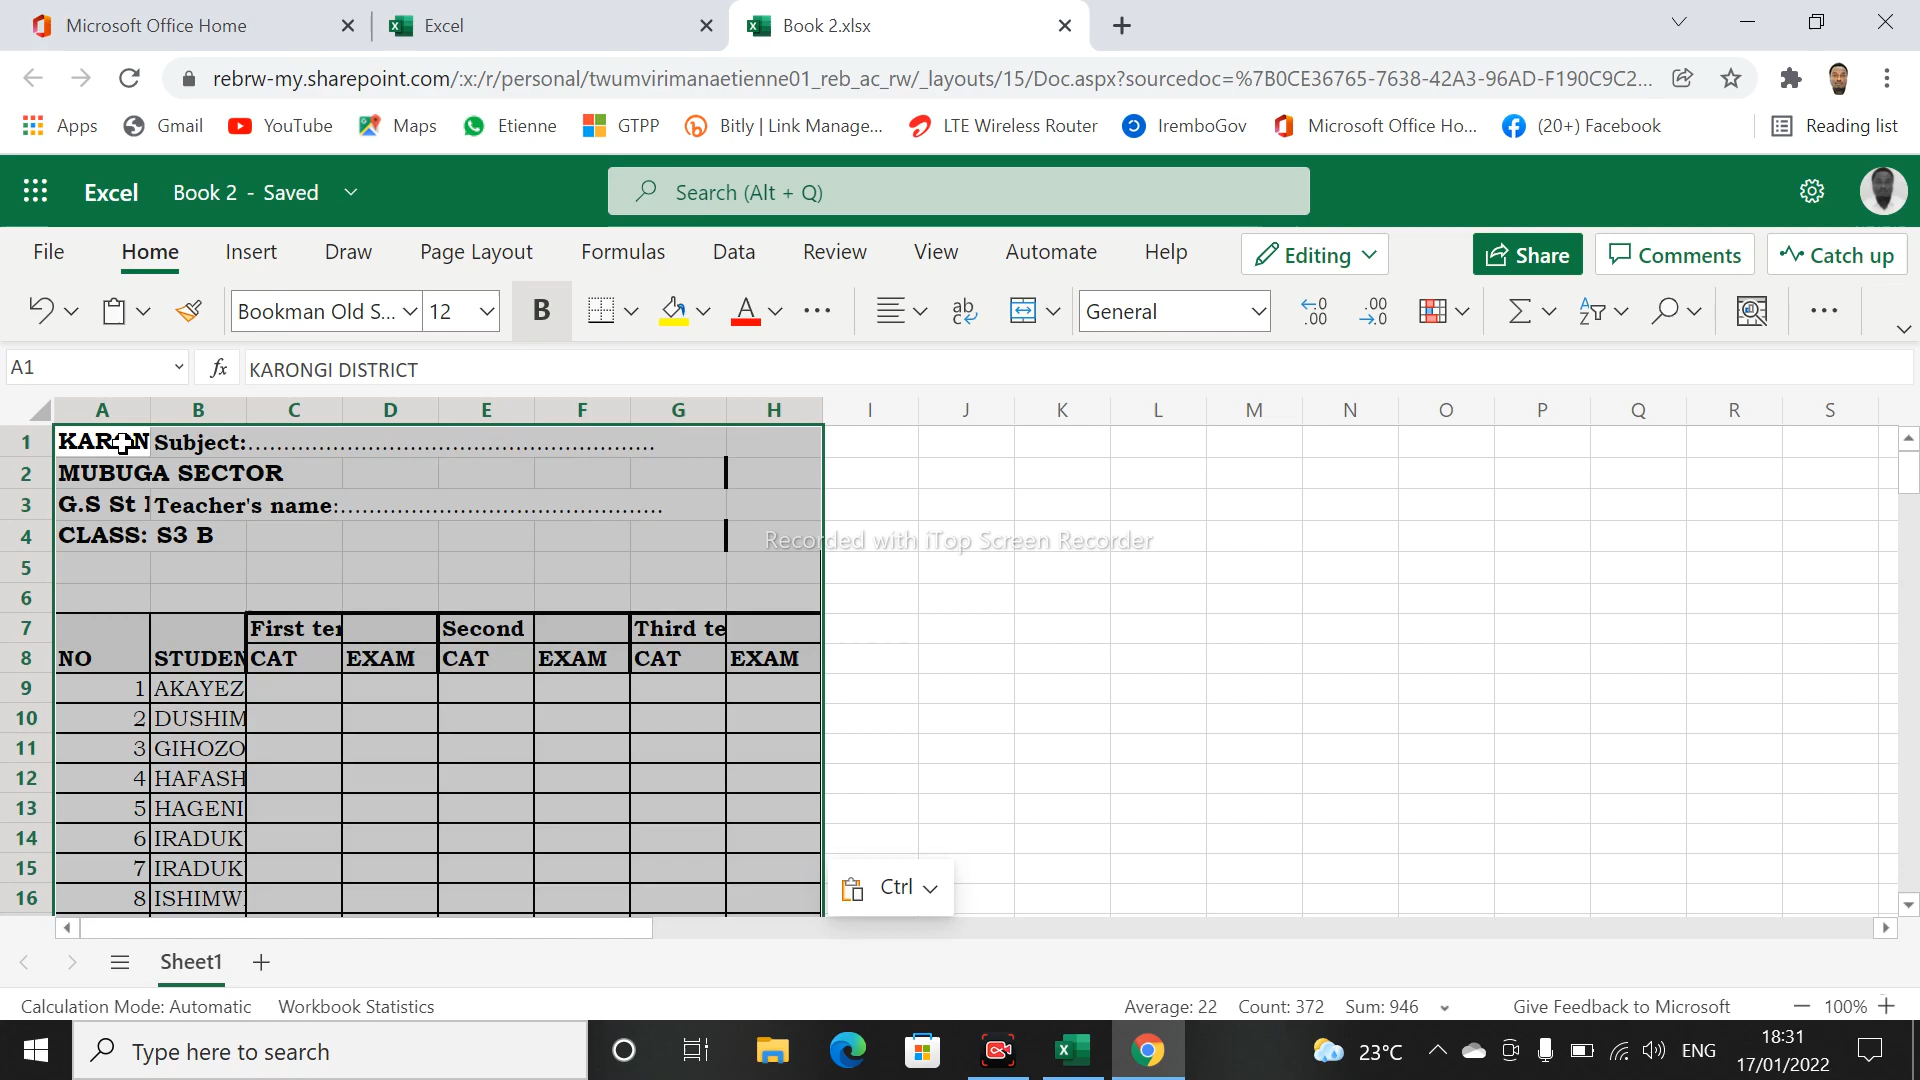 Microsoft Office Home
Excel
Book 2.xlsx
rebrw-my.sharepoint.com/:x:/r/personal/twumvirimanaetienne01_reb_ac_rw/_layouts/15/Doc.aspx?sourcedoc=%7B0CE36765-7638-42A3-96AD-F190C9C2...
Apps
Gmail
YouTube
Maps
Etienne
GTPP
Bitly | Link Manage...
LTE Wireless Router
IremboGov
Microsoft Office Ho...
(20+) Facebook
Reading list
Excel
Book 2 - Saved
Search (Alt + Q)
File
Home
Insert
Draw
Page Layout
Formulas
Data
Review
View
Automate
Help
Editing
Share
Comments
Catch up
Bookman Old S...
12
B
A
ab
General
A1
fx
KARONGI DISTRICT
A B C D E F G H I J K L M N O P Q R S
1 Subject:........................................................
2 MUBUGA SECTOR
3 G.S St Teacher's name:............................................
4 CLASS: S3 B
Recorded with iTop Screen Recorder
5
6
7 First ter Second Third te
8 NO STUDEN CAT EXAM CAT EXAM CAT EXAM
9 1 AKAYEZ
10 2 DUSHIM
11 3 GIHOZO
12 4 HAFASH
13 5 HAGENI
14 6 IRADUK
15 7 IRADUK
16 8 ISHIMW
Ctrl
Sheet1
Calculation Mode: Automatic
Workbook Statistics
Average: 22
Count: 372
Sum: 946
Give Feedback to Microsoft
100%
Type here to search
23°C
ENG
18:31
17/01/2022